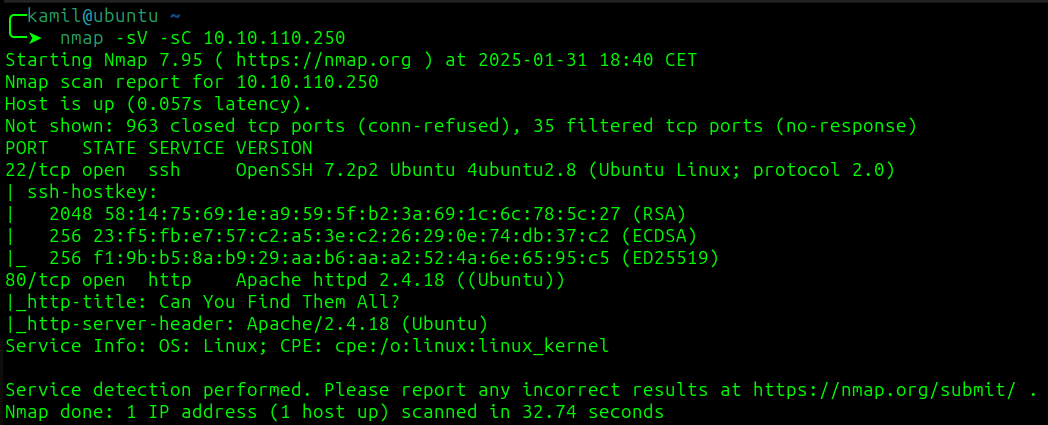 kamil@ubuntu ~
➤ nmap -sV -sC 10.10.110.250
Starting Nmap 7.95 ( https://nmap.org ) at 2025-01-31 18:40 CET
Nmap scan report for 10.10.110.250
Host is up (0.057s latency).
Not shown: 963 closed tcp ports (conn-refused), 35 filtered tcp ports (no-response)
PORT   STATE SERVICE VERSION
22/tcp open  ssh     OpenSSH 7.2p2 Ubuntu 4ubuntu2.8 (Ubuntu Linux; protocol 2.0)
| ssh-hostkey:
|   2048 58:14:75:69:1e:a9:59:5f:b2:3a:69:1c:6c:78:5c:27 (RSA)
|   256 23:f5:fb:e7:57:c2:a5:3e:c2:26:29:0e:74:db:37:c2 (ECDSA)
|_  256 f1:9b:b5:8a:b9:29:aa:b6:aa:a2:52:4a:6e:65:95:c5 (ED25519)
80/tcp open  http    Apache httpd 2.4.18 ((Ubuntu))
|_http-title: Can You Find Them All?
|_http-server-header: Apache/2.4.18 (Ubuntu)
Service Info: OS: Linux; CPE: cpe:/o:linux:linux_kernel

Service detection performed. Please report any incorrect results at https://nmap.org/submit/ .
Nmap done: 1 IP address (1 host up) scanned in 32.74 seconds